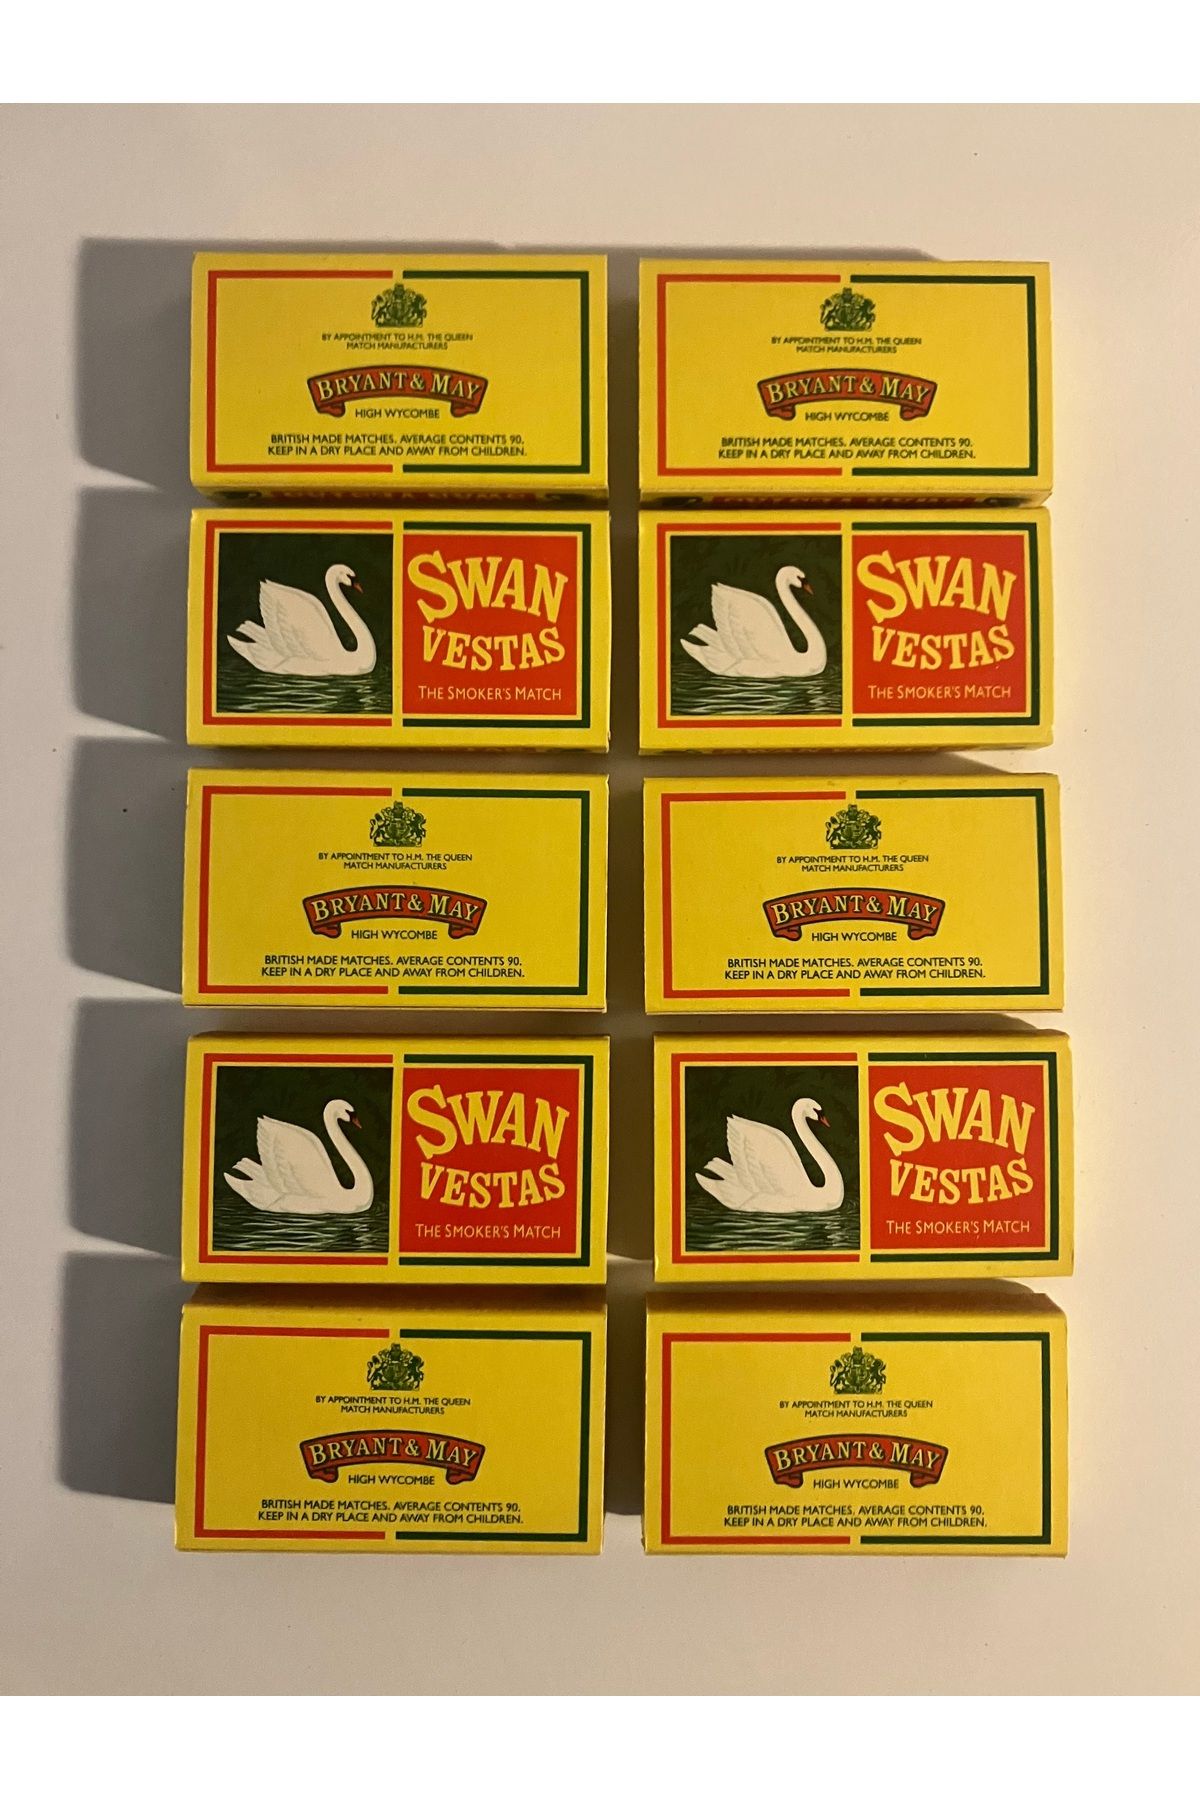 BY APPOINTMENT TO H.M. THE QUEEN
MATCH MANUFACTURERS
BRYANT & MAY
HIGH WYCOMBE
BRITISH MADE MATCHES. AVERAGE CONTENTS 90.
KEEP IN A DRY PLACE AND AWAY FROM CHILDREN.
BY APPOINTMENT TO H.M. THE QUEEN
MATCH MANUFACTURERS
BRYANT & MAY
HIGH WYCOMBE
BRITISH MADE MATCHES. AVERAGE CONTENTS 90.
KEEP IN A DRY PLACE AND AWAY FROM CHILDREN.
SWAN
VESTAS
THE SMOKER'S MATCH
SWAN
VESTAS
THE SMOKER'S MATCH
BY APPOINTMENT TO H.M. THE QUEEN
MATCH MANUFACTURERS
BRYANT & MAY
HIGH WYCOMBE
BRITISH MADE MATCHES. AVERAGE CONTENTS 90.
KEEP IN A DRY PLACE AND AWAY FROM CHILDREN.
BY APPOINTMENT TO H.M. THE QUEEN
MATCH MANUFACTURERS
BRYANT & MAY
HIGH WYCOMBE
BRITISH MADE MATCHES. AVERAGE CONTENTS 90.
KEEP IN A DRY PLACE AND AWAY FROM CHILDREN.
SWAN
VESTAS
THE SMOKER'S MATCH
SWAN
VESTAS
THE SMOKER'S MATCH
BY APPOINTMENT TO H.M. THE QUEEN
MATCH MANUFACTURERS
BRYANT & MAY
HIGH WYCOMBE
BRITISH MADE MATCHES. AVERAGE CONTENTS 90.
KEEP IN A DRY PLACE AND AWAY FROM CHILDREN.
BY APPOINTMENT TO H.M. THE QUEEN
MATCH MANUFACTURERS
BRYANT & MAY
HIGH WYCOMBE
BRITISH MADE MATCHES. AVERAGE CONTENTS 90.
KEEP IN A DRY PLACE AND AWAY FROM CHILDREN.